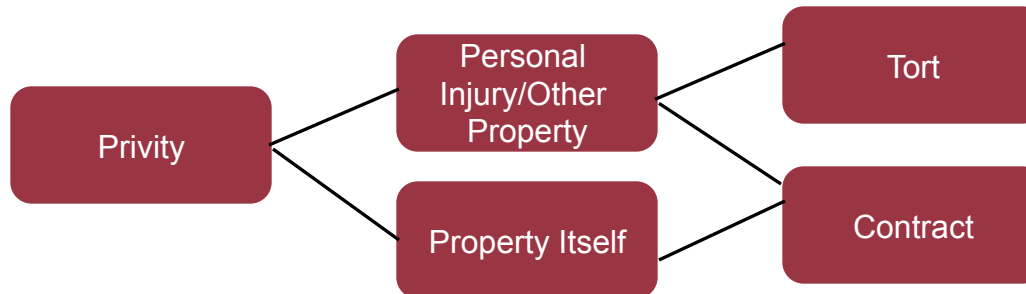 Privity
Personal
Injury/Other
Property
Property Itself
Tort
Contract